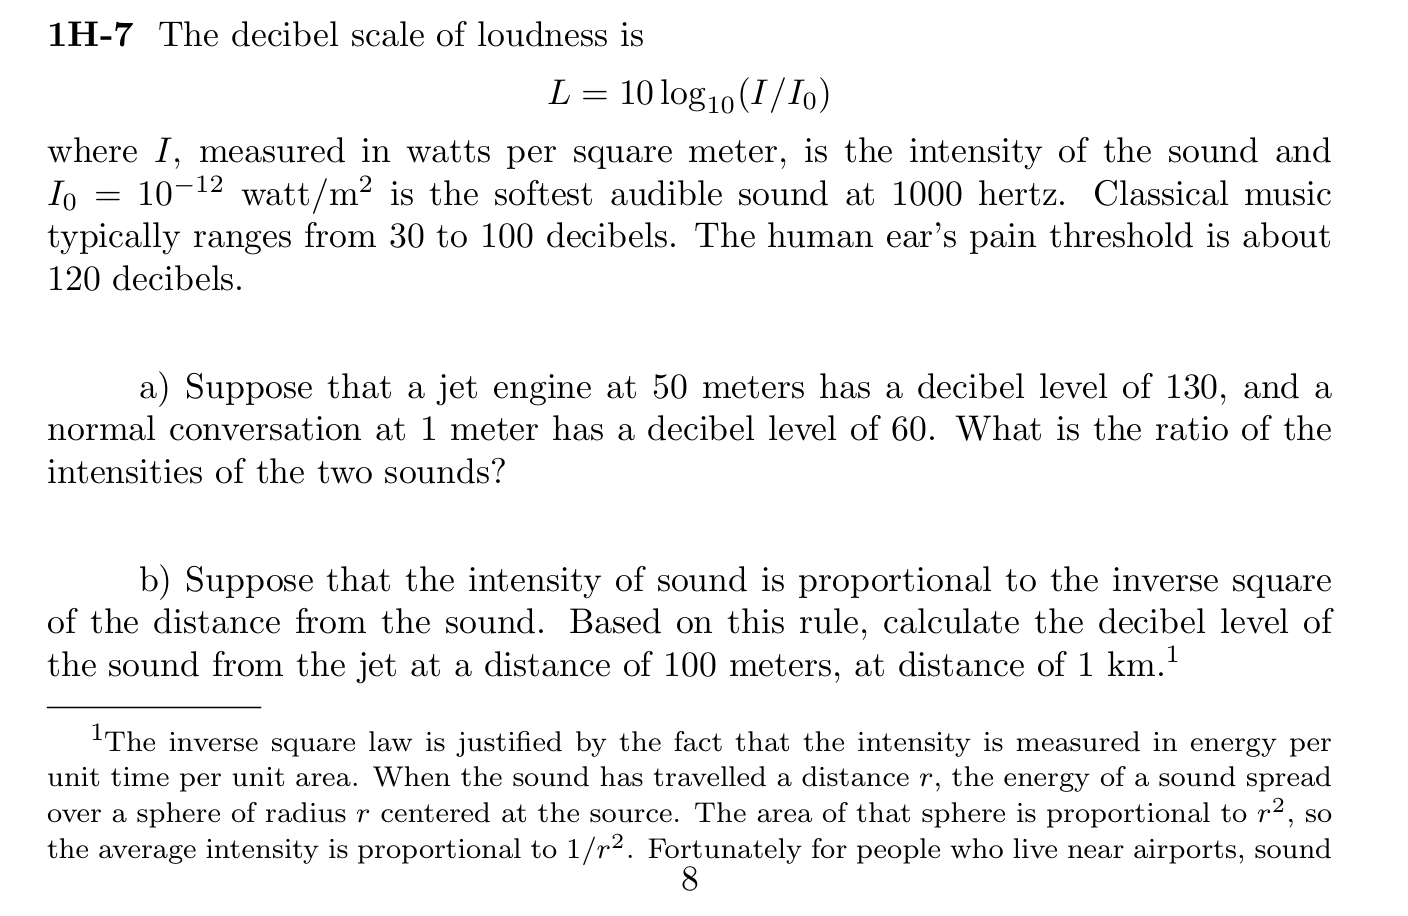 1H-7 The decibel scale of loudness is
L = 10 log₁₀(I/I₀)
where I, measured in watts per square meter, is the intensity of the sound and
I₀ = 10⁻¹² watt/m² is the softest audible sound at 1000 hertz. Classical music
typically ranges from 30 to 100 decibels. The human ear's pain threshold is about
120 decibels.
a) Suppose that a jet engine at 50 meters has a decibel level of 130, and a
normal conversation at 1 meter has a decibel level of 60. What is the ratio of the
intensities of the two sounds?
b) Suppose that the intensity of sound is proportional to the inverse square
of the distance from the sound. Based on this rule, calculate the decibel level of
the sound from the jet at a distance of 100 meters, at distance of 1 km.¹
¹The inverse square law is justified by the fact that the intensity is measured in energy per
unit time per unit area. When the sound has travelled a distance r, the energy of a sound spread
over a sphere of radius r centered at the source. The area of that sphere is proportional to r², so
the average intensity is proportional to 1/r². Fortunately for people who live near airports, sound
8